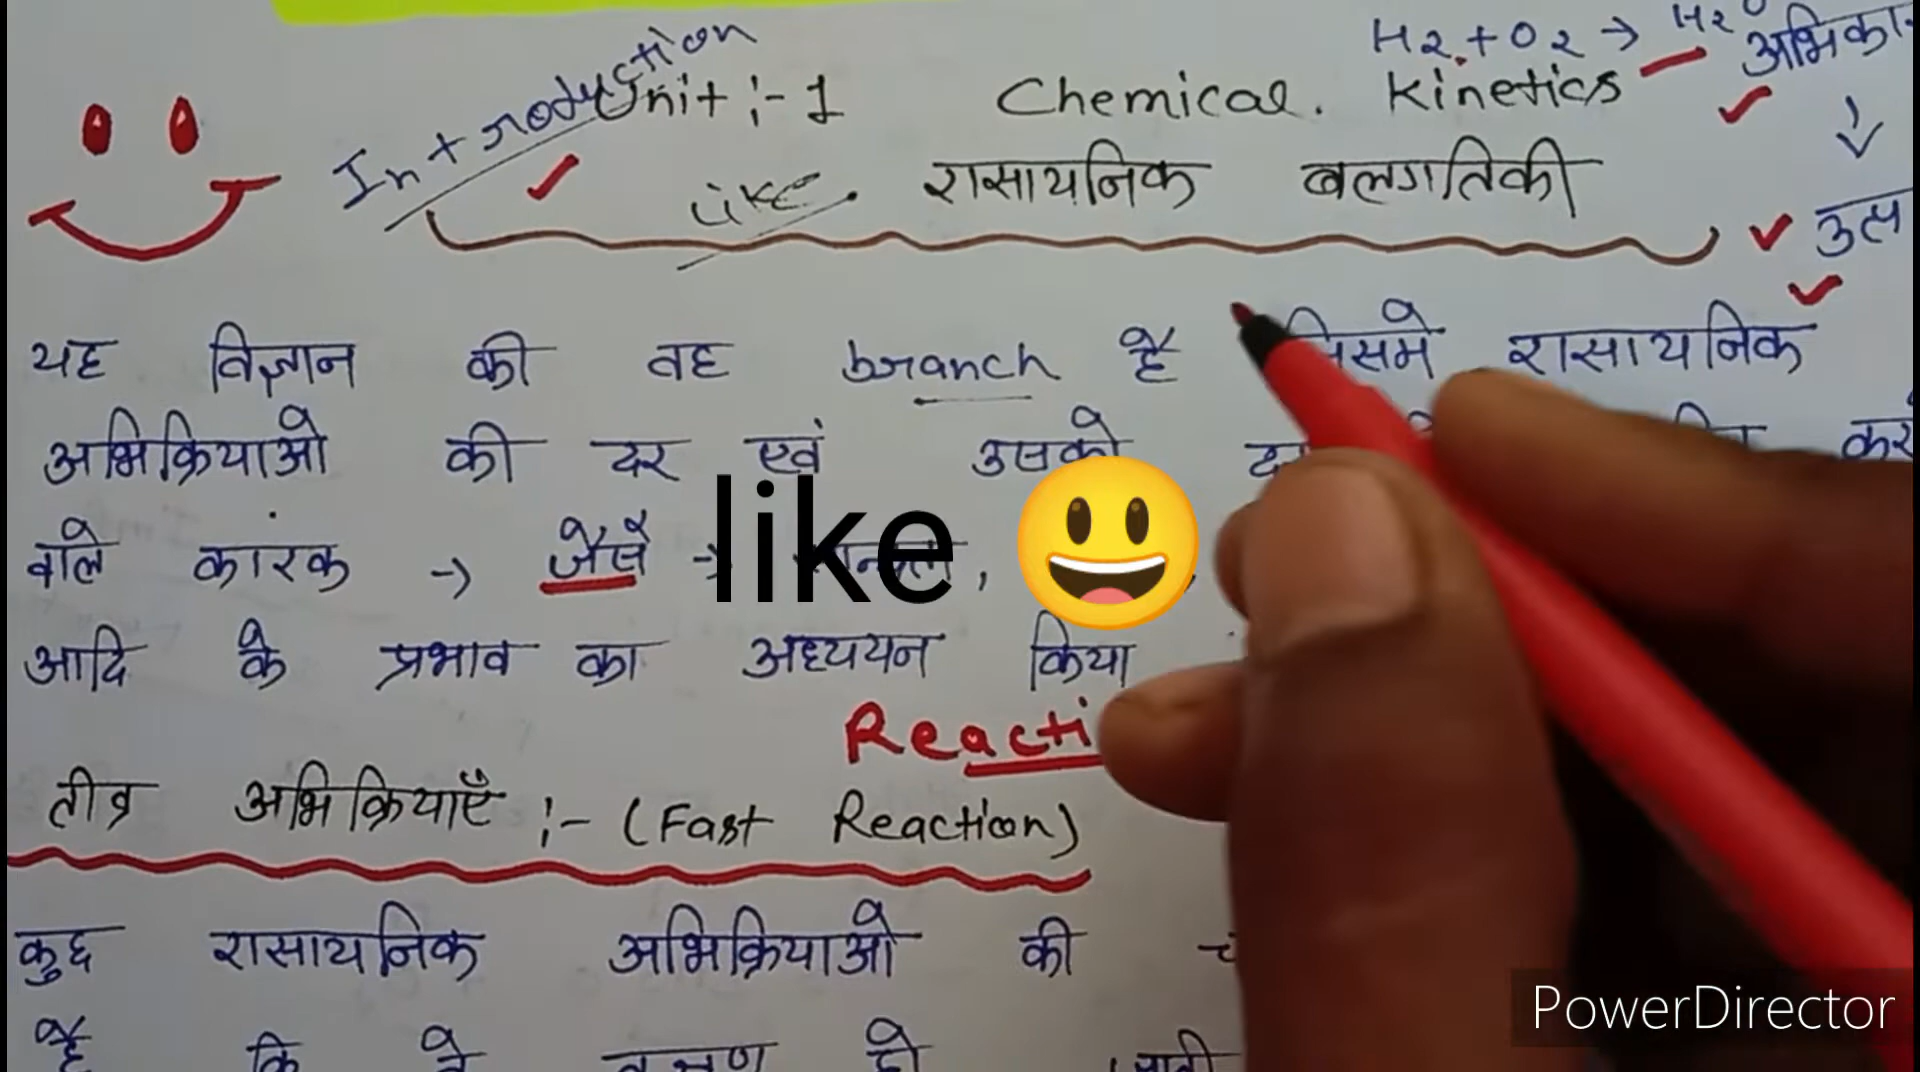 H2 + O2 → H2O
Introduction Unit :- 1 Chemical. Kinetics अभिका
↓
Like. रासायनिक बलगतिकी
उत्प
यह विज्ञान की वह branch है जिसमे रासायनिक
अभिक्रियाओ की दर एवं उसको कर
वाले कारक → जैसे →
like 😃
आदि के प्रभाव का अध्ययन किया
Reacti
तीव्र अभिक्रियाएँ :- (Fast Reaction)
कुछ रासायनिक अभिक्रियाओ की
है कि वे हो जाती
PowerDirector